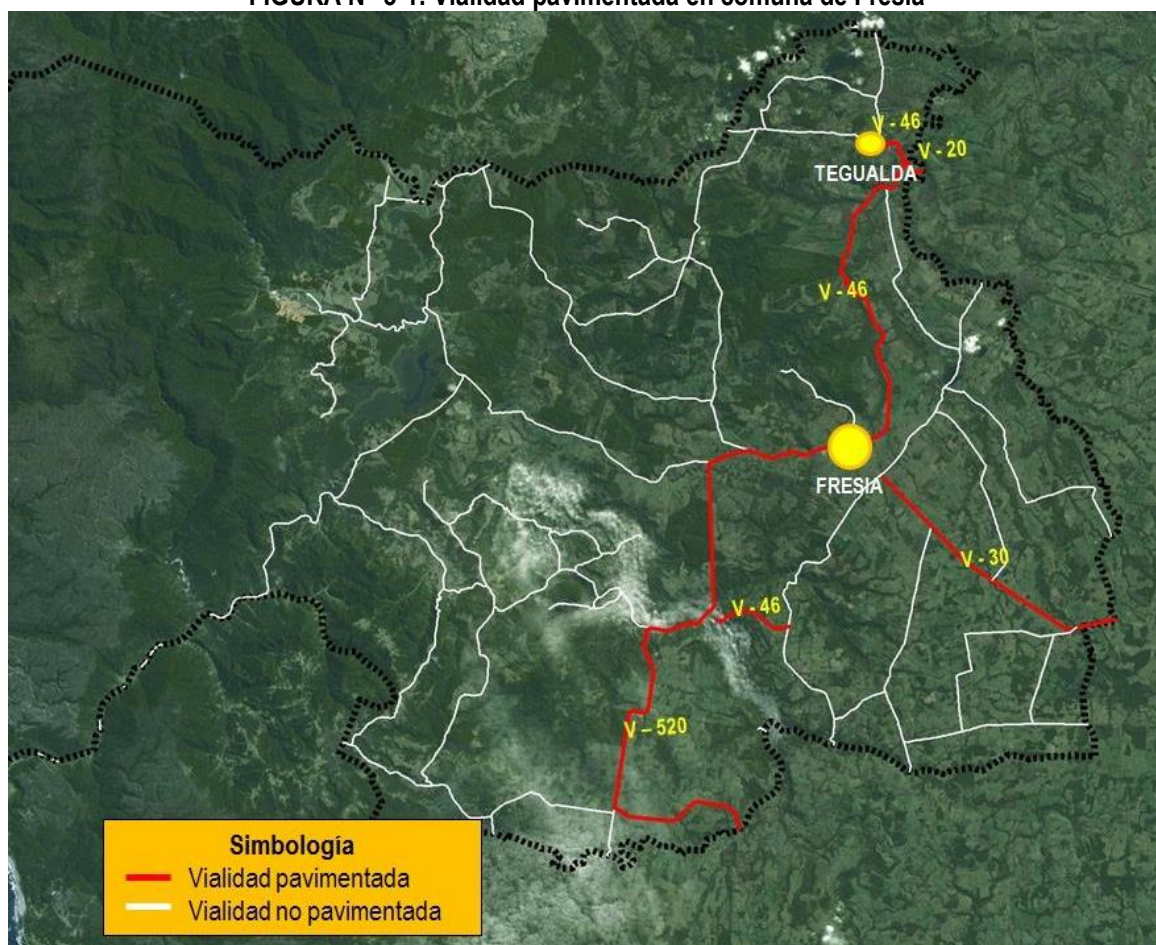 FIGURA N° 3-1: Vialidad pavimentada en comuna de Fresia
V - 46
V - 20
TEGUALDA
V - 46
FRESIA
V - 30
V - 46
V – 520
Simbología
Vialidad pavimentada
Vialidad no pavimentada